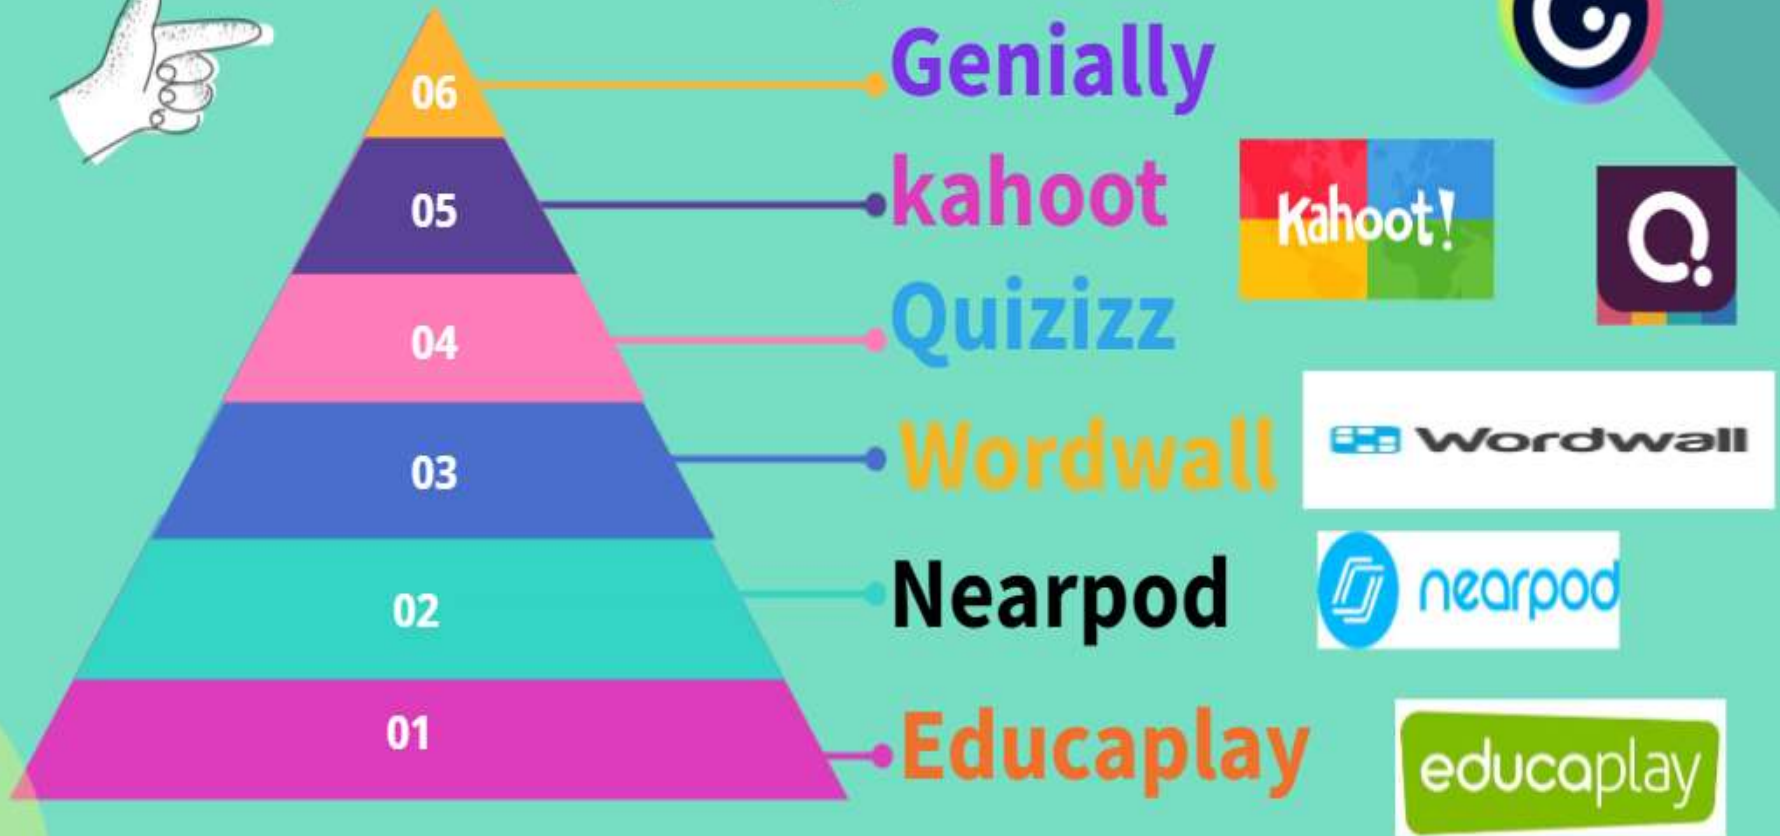 06 Genially
05 kahoot
Kahoot!
04 Quizizz
03 Wordwall
Wordwall
02 Nearpod
nearpod
01 Educaplay
educaplay